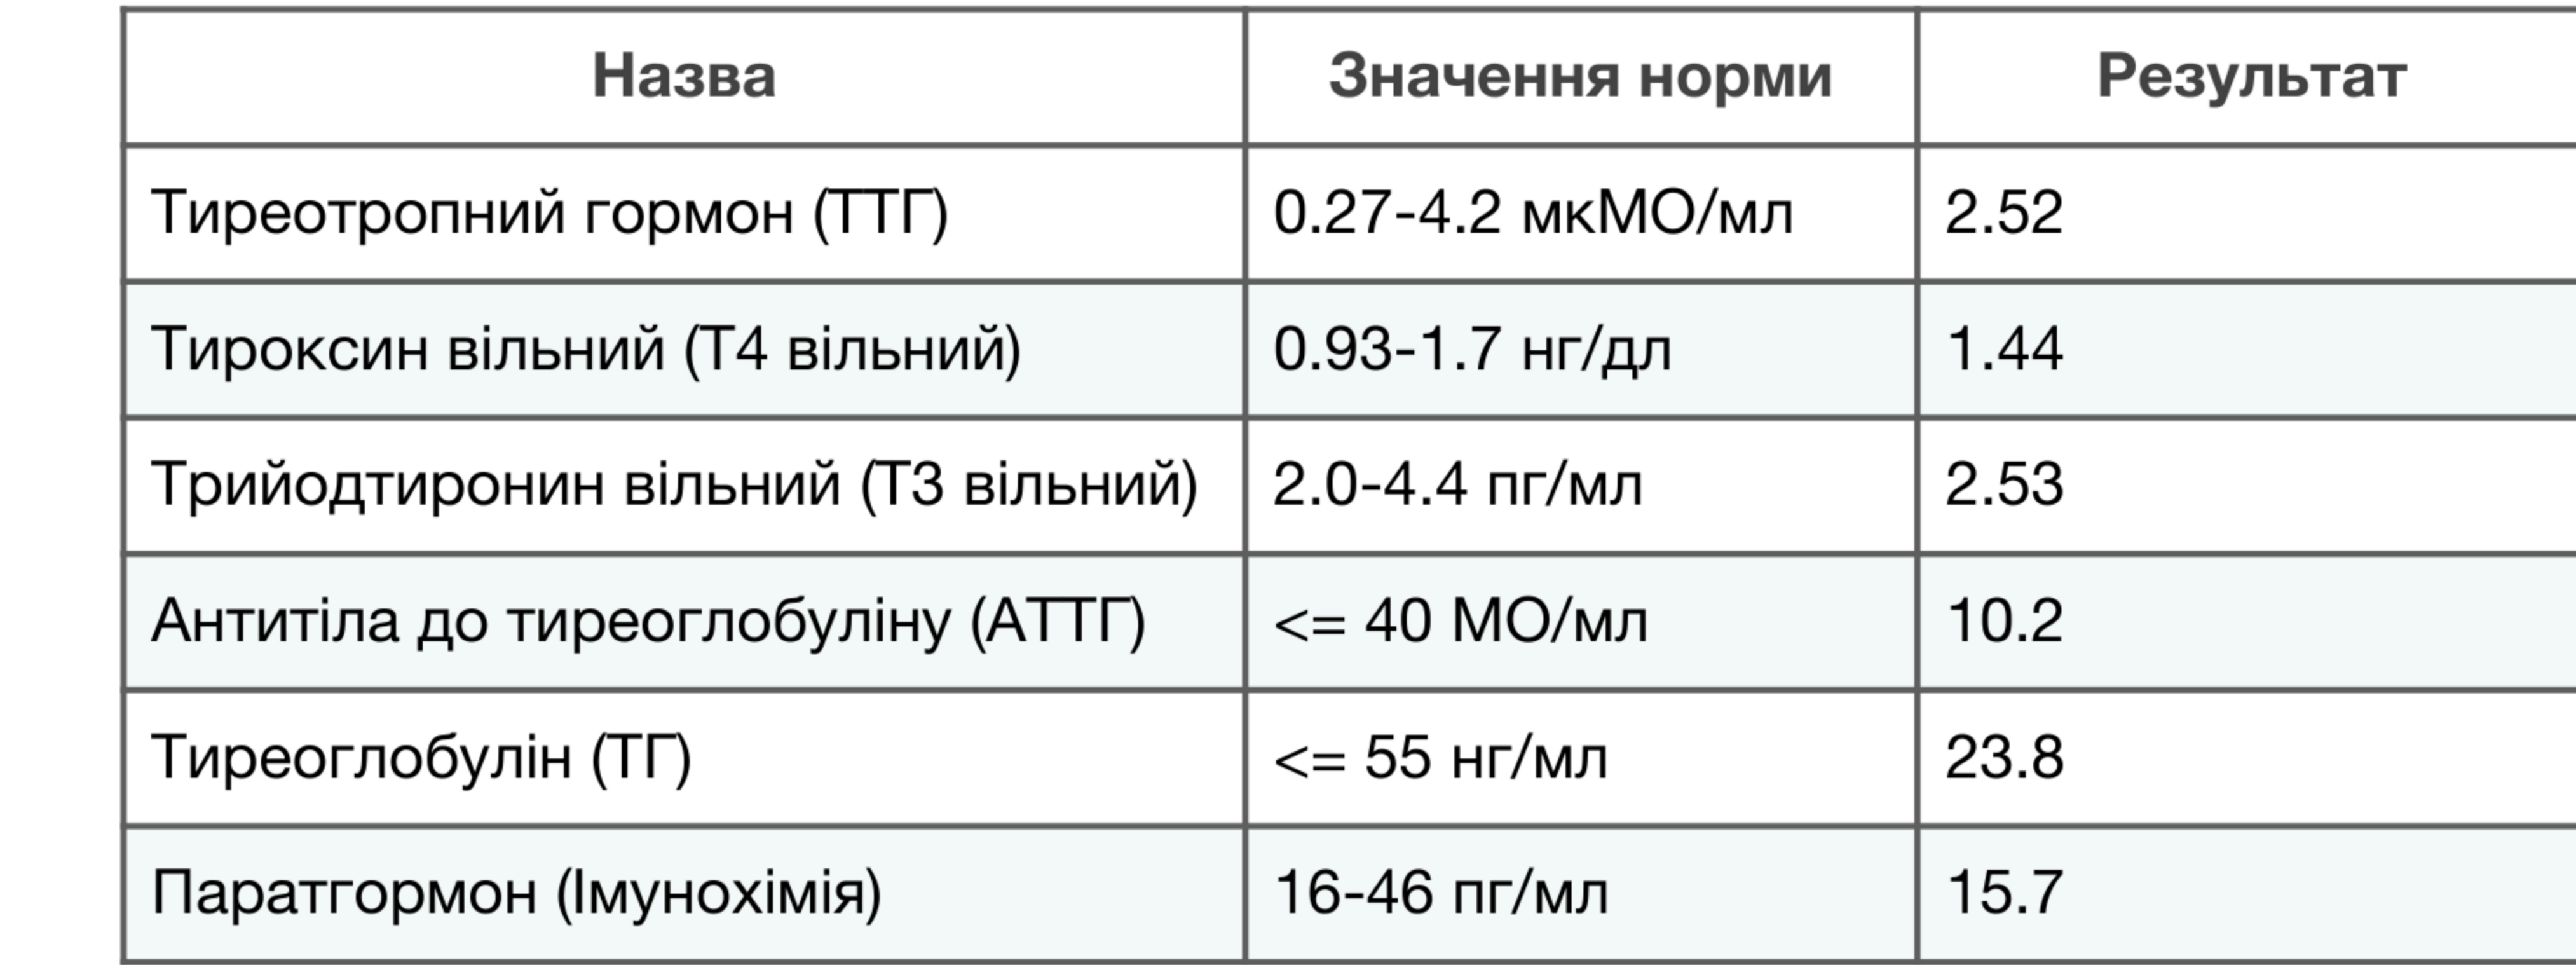 Назва Значення норми Результат
Тиреотропний гормон (ТТГ) 0.27-4.2 мкМО/мл 2.52
Тироксин вільний (Т4 вільний) 0.93-1.7 нг/дл 1.44
Трийодтиронин вільний (Т3 вільний) 2.0-4.4 пг/мл 2.53
Антитіла до тиреоглобуліну (АТТГ) <= 40 МО/мл 10.2
Тиреоглобулін (ТГ) <= 55 нг/мл 23.8
Паратгормон (Імунохімія) 16-46 пг/мл 15.7